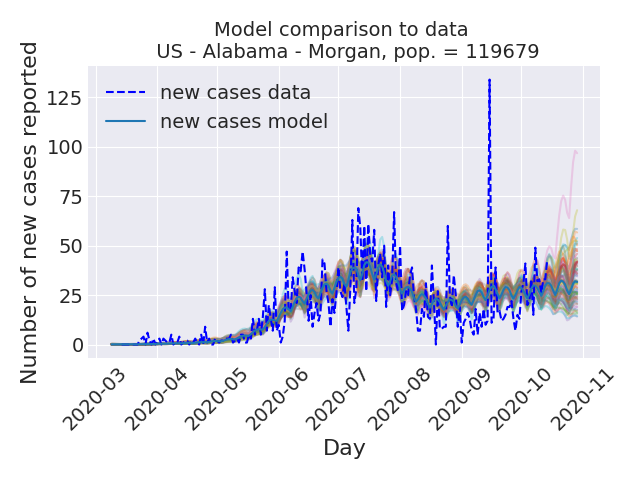 Model comparison to data
US - Alabama - Morgan, pop. = 119679
Number of new cases reported
125
100
75
50
25
0
new cases data
new cases model
2020-03
2020-04
2020-05
2020-06
2020-07
2020-08
2020-09
2020-10
2020-11
Day